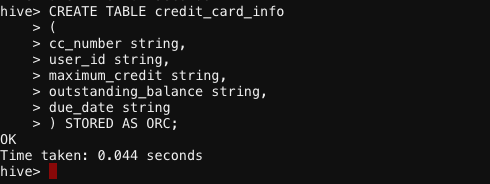 hive> CREATE TABLE credit_card_info
    > (
    > cc_number string,
    > user_id string,
    > maximum_credit string,
    > outstanding_balance string,
    > due_date string
    > ) STORED AS ORC;
OK
Time taken: 0.044 seconds
hive>